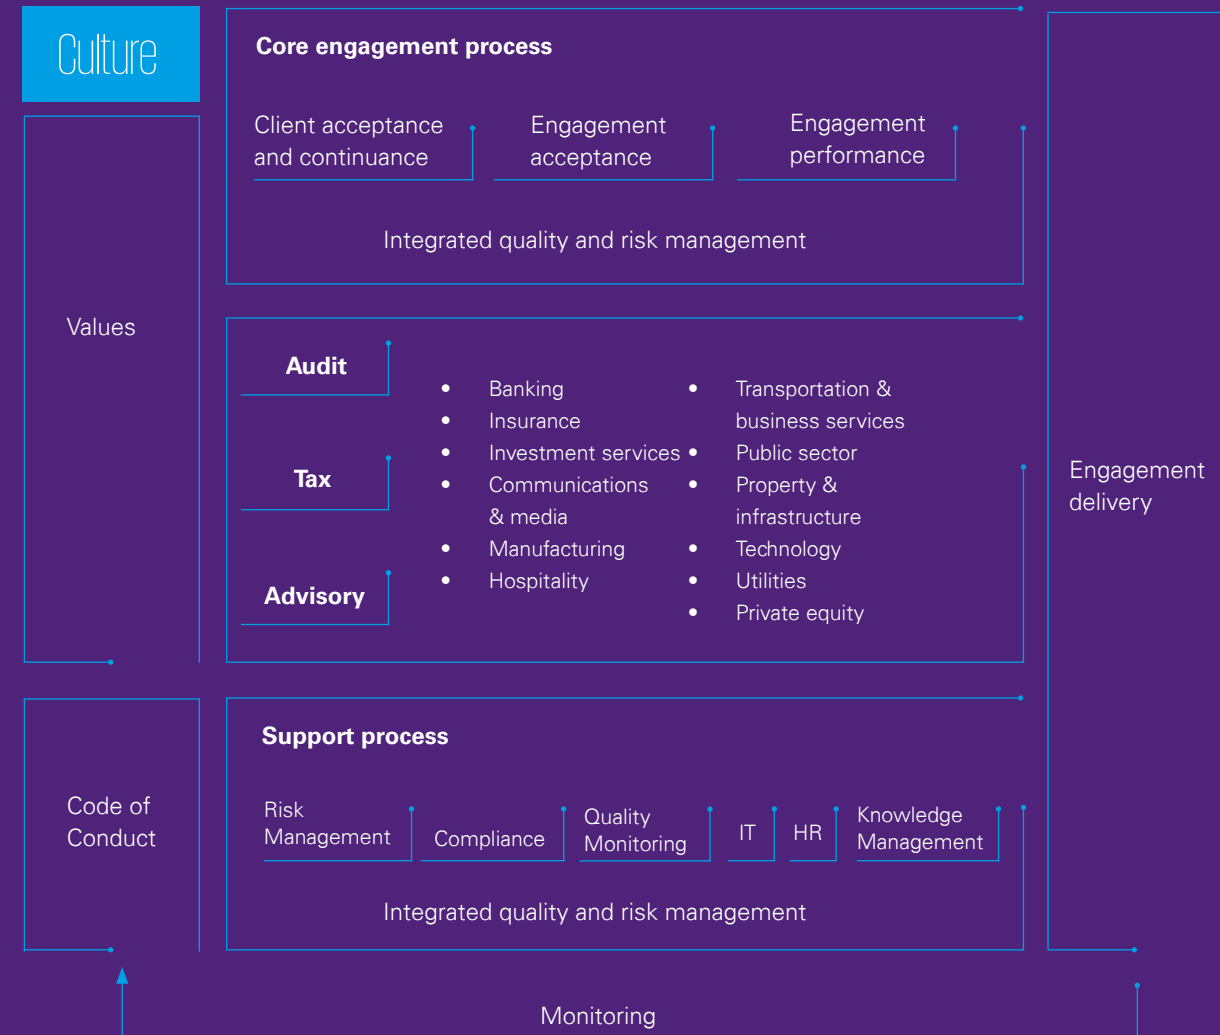 Culture
Values
Code of
Conduct
Core engagement process
Client acceptance
and continuance
Engagement
acceptance
Engagement
performance
Integrated quality and risk management
Audit
Tax
Advisory
• Banking
• Insurance
• Investment services
• Communications
& media
• Manufacturing
• Hospitality
• Transportation &
business services
• Public sector
• Property &
infrastructure
• Technology
• Utilities
• Private equity
Support process
Risk
Management
Compliance
Quality
Monitoring
IT
HR
Knowledge
Management
Integrated quality and risk management
Engagement
delivery
Monitoring